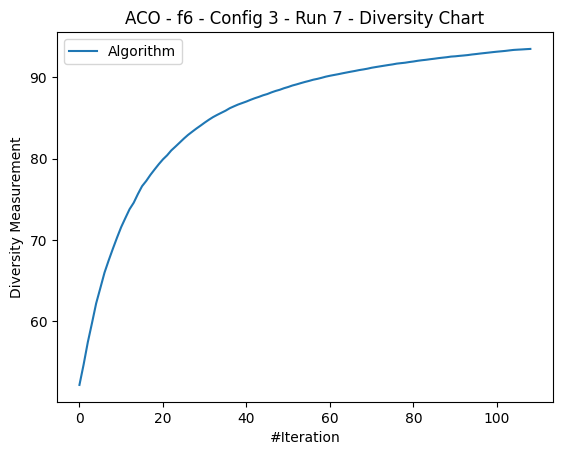 ACO - f6 - Config 3 - Run 7 - Diversity Chart
Algorithm
90
80
70
60
Diversity Measurement
0 20 40 60 80 100
#Iteration